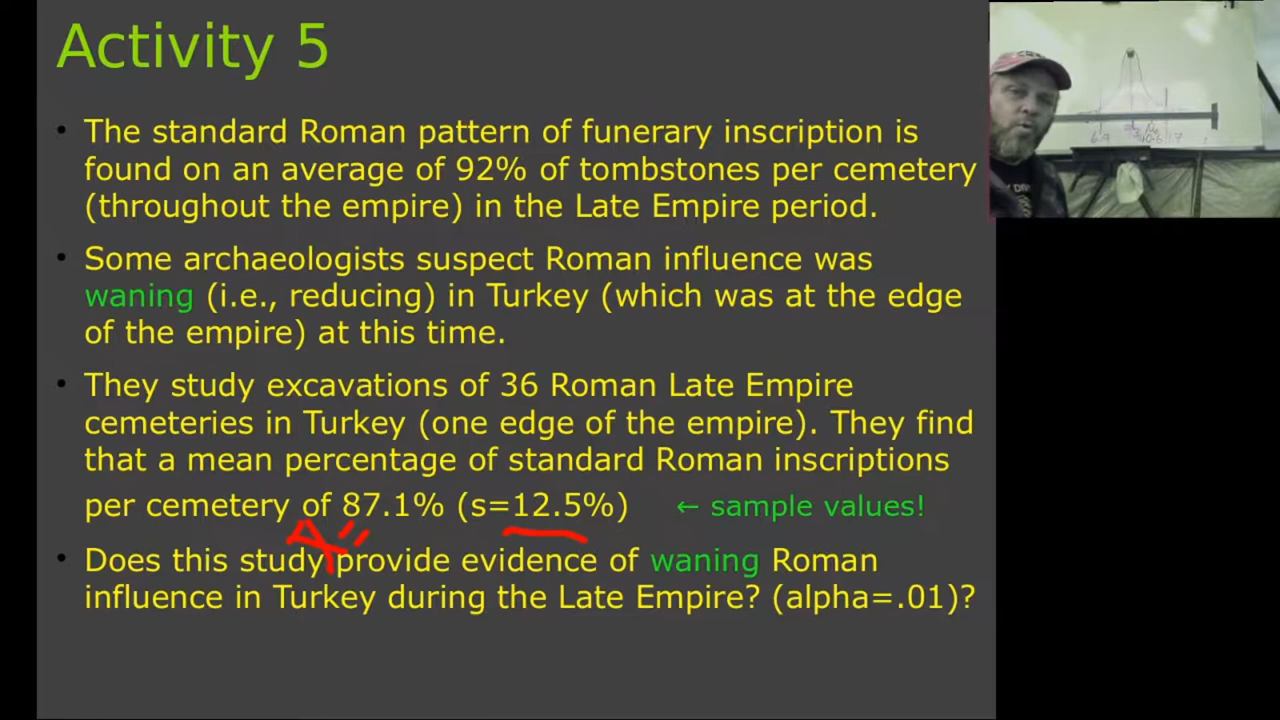 Activity 5
• The standard Roman pattern of funerary inscription is
found on an average of 92% of tombstones per cemetery
(throughout the empire) in the Late Empire period.
• Some archaeologists suspect Roman influence was
waning (i.e., reducing) in Turkey (which was at the edge
of the empire) at this time.
• They study excavations of 36 Roman Late Empire
cemeteries in Turkey (one edge of the empire). They find
that a mean percentage of standard Roman inscriptions
per cemetery of 87.1% (s=12.5%) ← sample values!
• Does this study provide evidence of waning Roman
influence in Turkey during the Late Empire? (alpha=.01)?